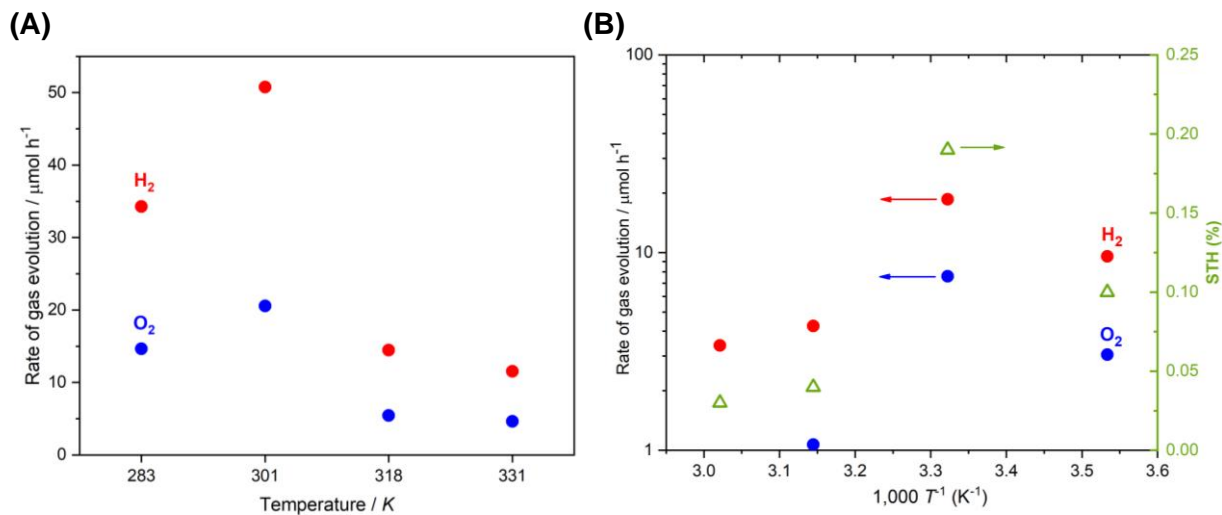 (A)
Rate of gas evolution / μmol h⁻¹
50
40
30
20
10
0
H₂
O₂
283
301
318
331
Temperature / K
(B)
Rate of gas evolution / μmol h⁻¹
100
10
1
H₂
O₂
3.0
3.1
3.2
3.3
3.4
3.5
3.6
1,000 T⁻¹ (K⁻¹)
0.25
0.20
0.15
0.10
0.05
0.00
STH (%)